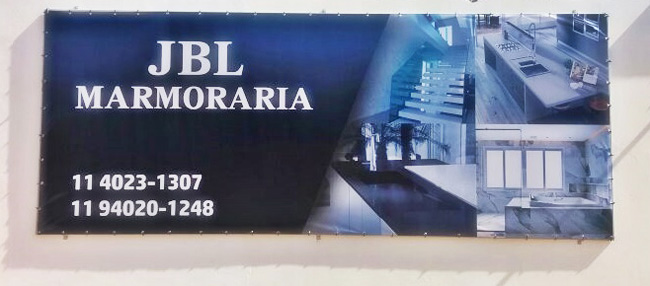 JBL
MARMORARIA
11 4023-1307
11 94020-1248